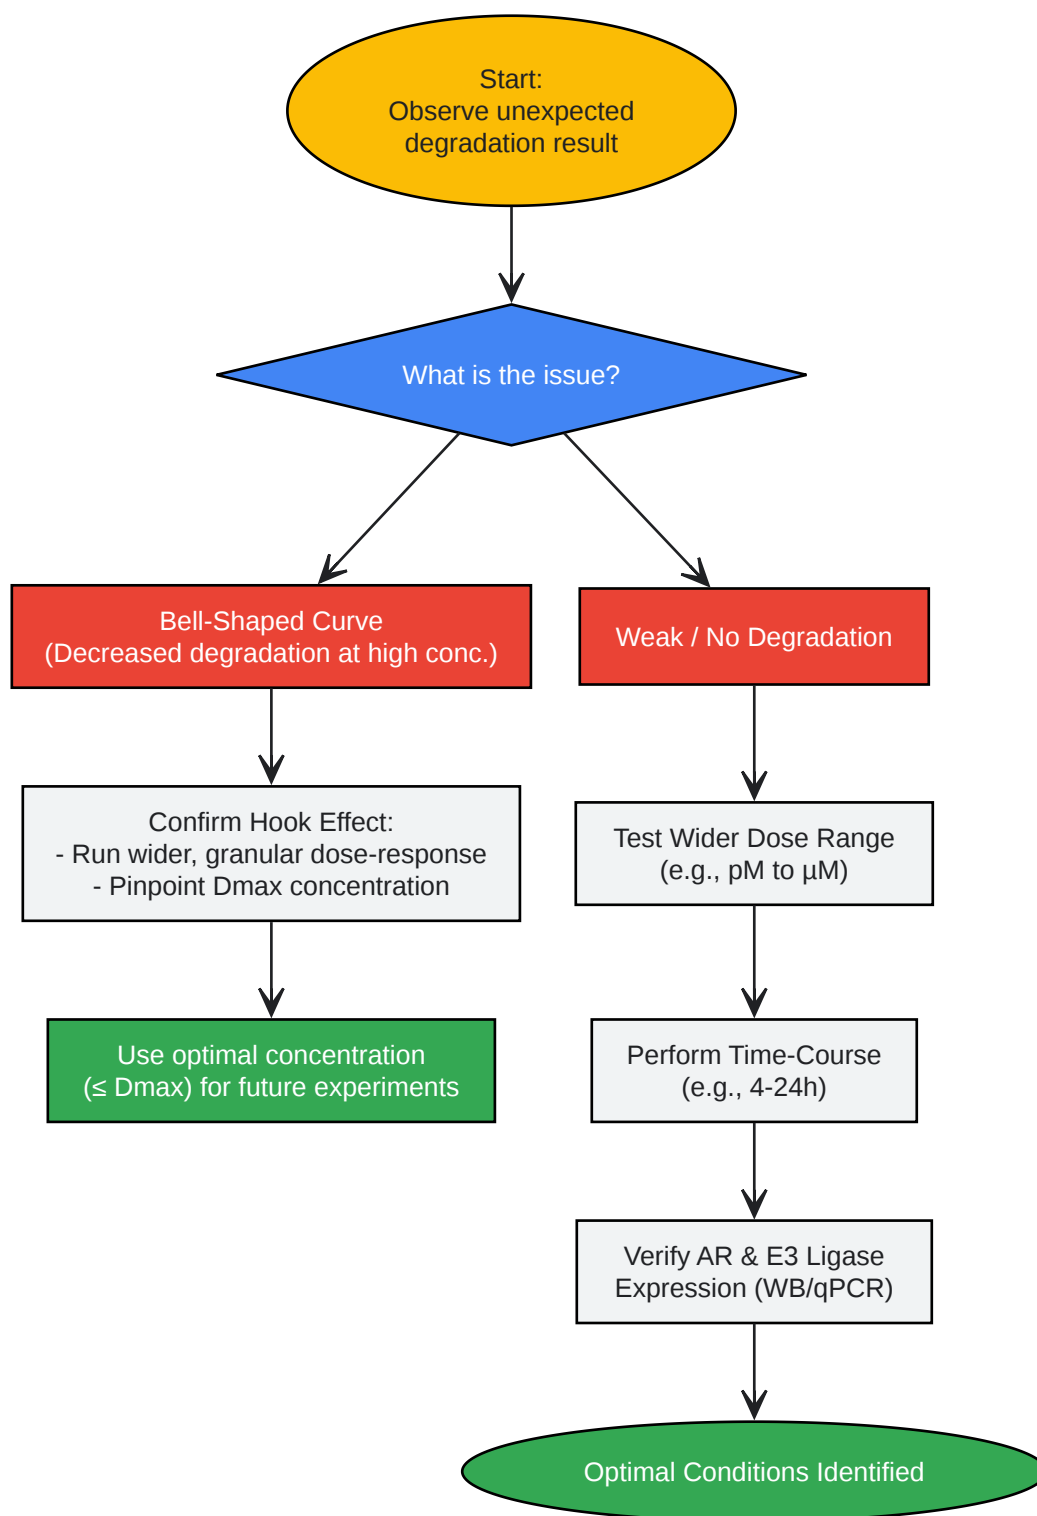 Start:
Observe unexpected
degradation result
What is the issue?
Bell-Shaped Curve
(Decreased degradation at high conc.)
Weak / No Degradation
Confirm Hook Effect:
- Run wider, granular dose-response
- Pinpoint Dmax concentration
Test Wider Dose Range
(e.g., pM to µM)
Use optimal concentration
(≤ Dmax) for future experiments
Perform Time-Course
(e.g., 4-24h)
Verify AR & E3 Ligase
Expression (WB/qPCR)
Optimal Conditions Identified